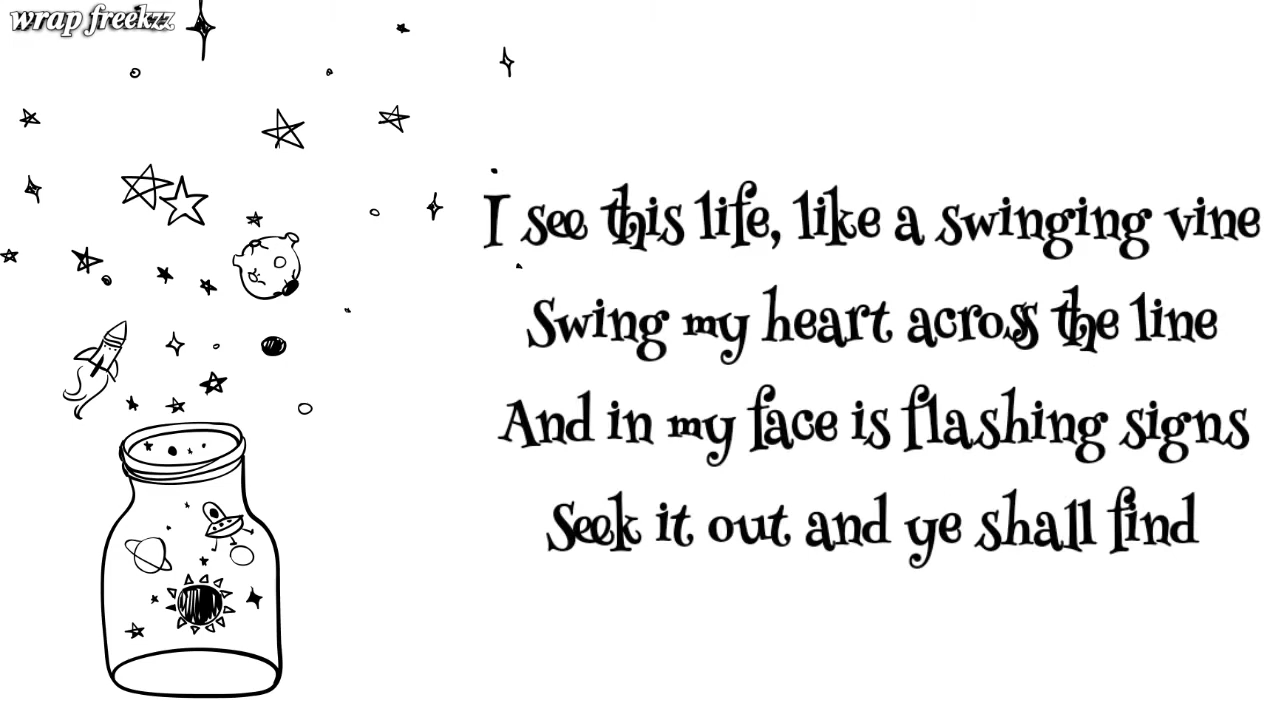 wrap freekzz
I see this life, like a swinging vine
Swing my heart across the line
And in my face is flashing signs
Seek it out and ye shall find